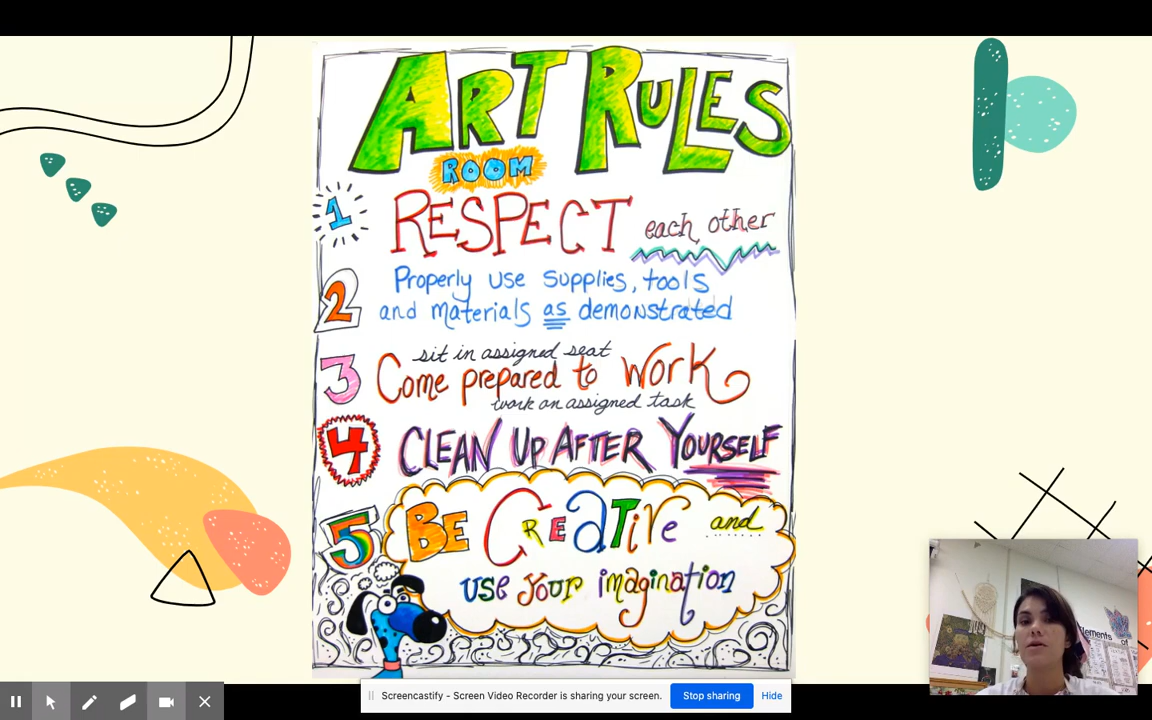 ART RULES
ROOM
1 RESPECT each other
2 Properly use supplies, tools
and materials as demonstrated
sit in assigned seat
3 Come prepared to work
work on assigned task
4 CLEAN UP AFTER YOURSELF
5 BE CREATIVE and
use your imagination
Elements
of
Screencastify - Screen Video Recorder is sharing your screen.
Stop sharing
Hide